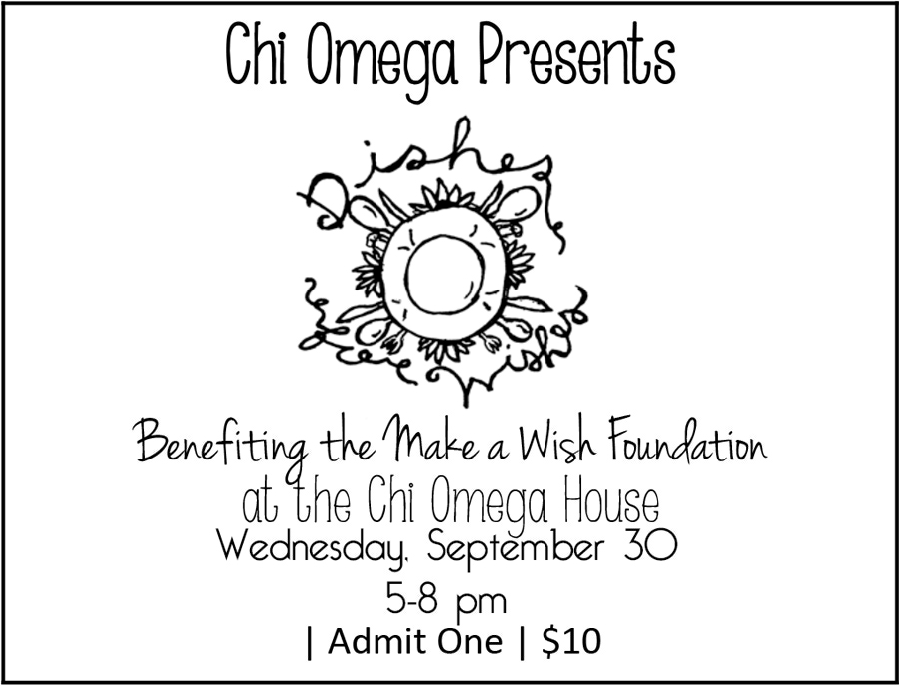 Chi Omega Presents
Dishes
for Wishes
Benefiting the Make a Wish Foundation
at the Chi Omega House
Wednesday, September 30
5-8 pm
| Admit One | $10